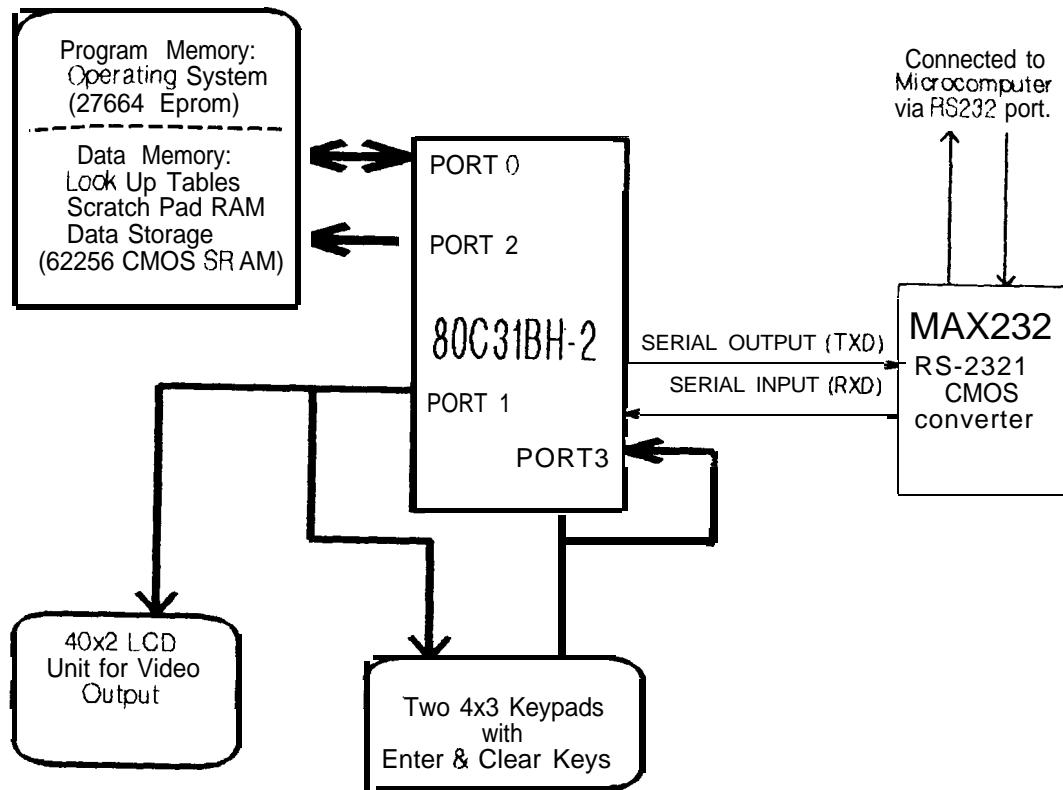 Program Memory:
Operating System
(27664 Eprom)
Data Memory:
Look Up Tables
Scratch Pad RAM
Data Storage
(62256 CMOS SRAM)
PORT 0
PORT 2
80C31BH-2
PORT 1
PORT3
SERIAL OUTPUT (TXD)
SERIAL INPUT (RXD)
Connected to
Microcomputer
via RS232 port.
MAX232
RS-2321
CMOS
converter
40x2 LCD
Unit for Video
Output
Two 4x3 Keypads
with
Enter & Clear Keys